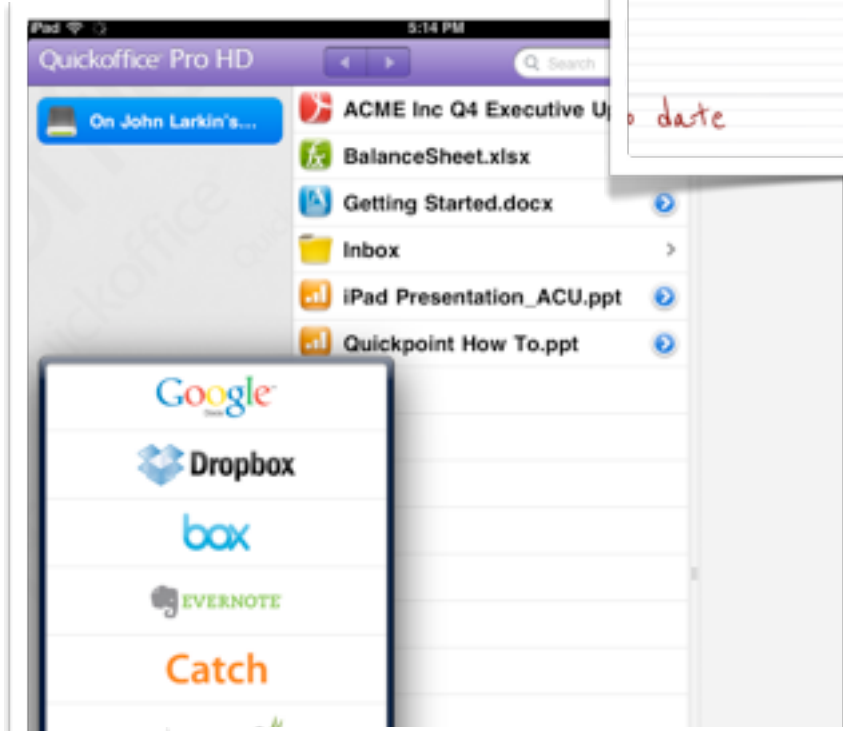 iPad 5:14 PM
Quickoffice Pro HD
Search
On John Larkin's...
ACME Inc Q4 Executive U
BalanceSheet.xlsx
Getting Started.docx
Inbox
iPad Presentation_ACU.ppt
Quickpoint How To.ppt
date
Google
Dropbox
box
EVERNOTE
Catch